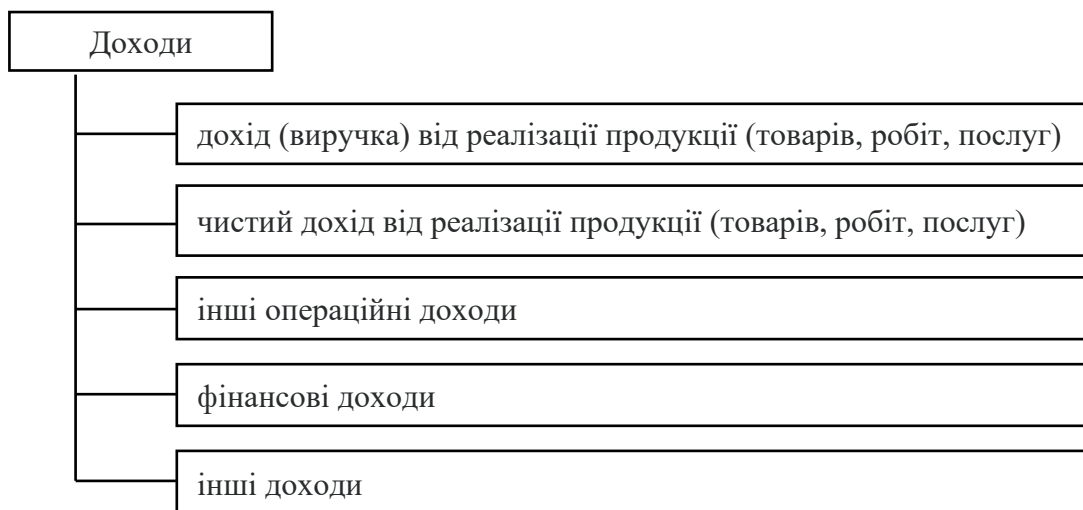 Доходи
дохід (виручка) від реалізації продукції (товарів, робіт, послуг)
чистий дохід від реалізації продукції (товарів, робіт, послуг)
інші операційні доходи
фінансові доходи
інші доходи